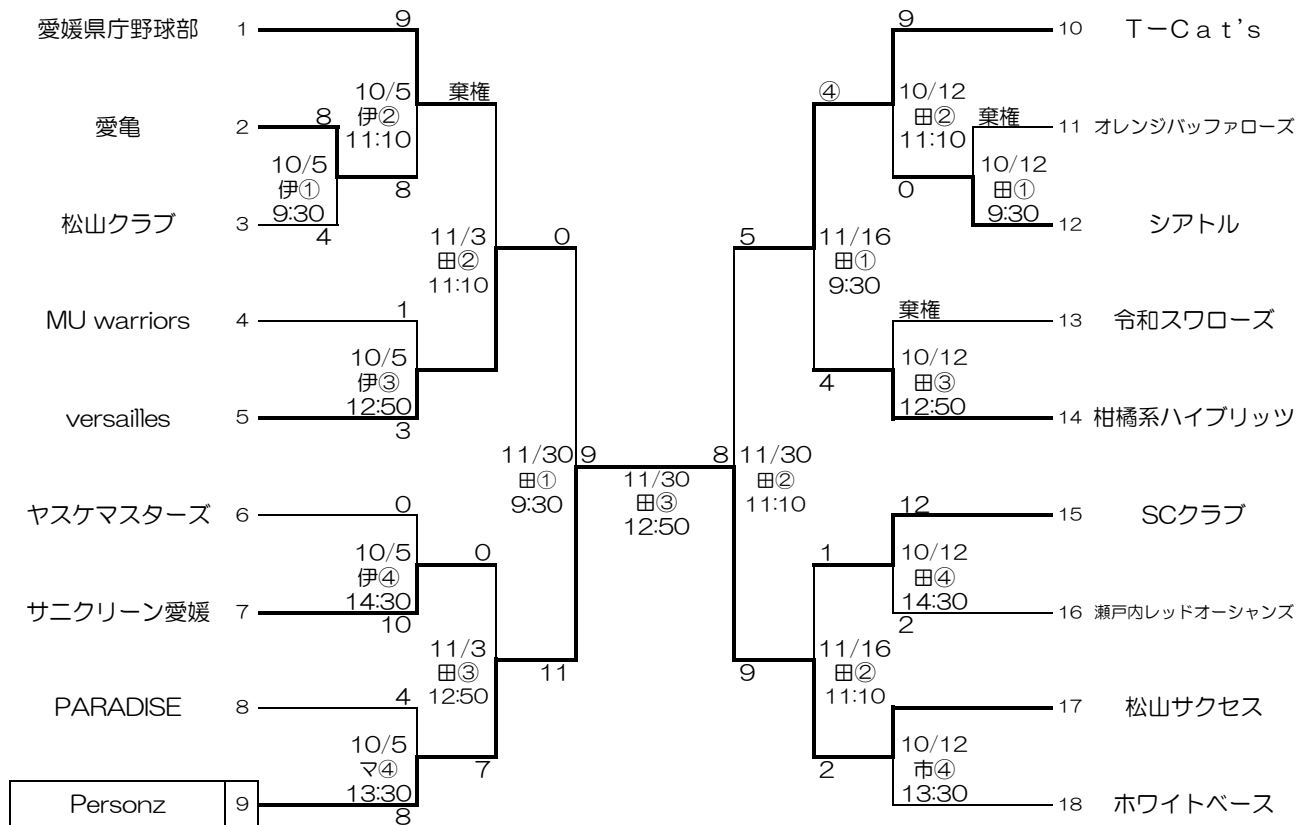 愛媛県庁野球部 1
9
10/5
伊②
11:10
棄権
愛亀 2
8
10/5
伊①
9:30
8
松山クラブ 3
4
11/3
田②
11:10
0
MU warriors 4
1
10/5
伊③
12:50
versailles 5
3
11/30
田①
9:30
9
ヤスケマスターズ 6
0
10/5
伊④
14:30
0
サニクリーン愛媛 7
10
11/3
田③
12:50
11
PARADISE 8
4
10/5
マ④
13:30
7
Personz 9
8
11/30
田③
12:50
9
10 T-Cat's
④
10/12
田②
11:10
棄権
11 オレンジバッファローズ
10/12
田①
9:30
0
12 シアトル
5
11/16
田①
9:30
棄権
13 令和スワローズ
10/12
田③
12:50
4
14 柑橘系ハイブリッツ
8
11/30
田②
11:10
12
15 SCクラブ
1
10/12
田④
14:30
2
16 瀬戸内レッドオーシャンズ
9
11/16
田②
11:10
17 松山サクセス
10/12
市④
13:30
2
18 ホワイトベース